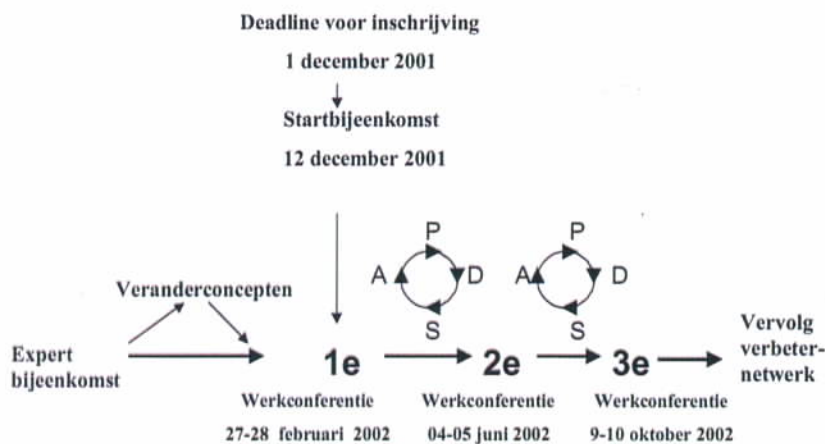 Deadline voor inschrijving
1 december 2001
Startbijeenkomst
12 december 2001
P
A
D
S
P
A
D
S
Veranderconcepten
Expert
bijeenkomst
1e
2e
3e
Vervolg
verbeter-
netwerk
Werkconferentie
27-28 februari 2002
Werkconferentie
04-05 juni 2002
Werkconferentie
9-10 oktober 2002